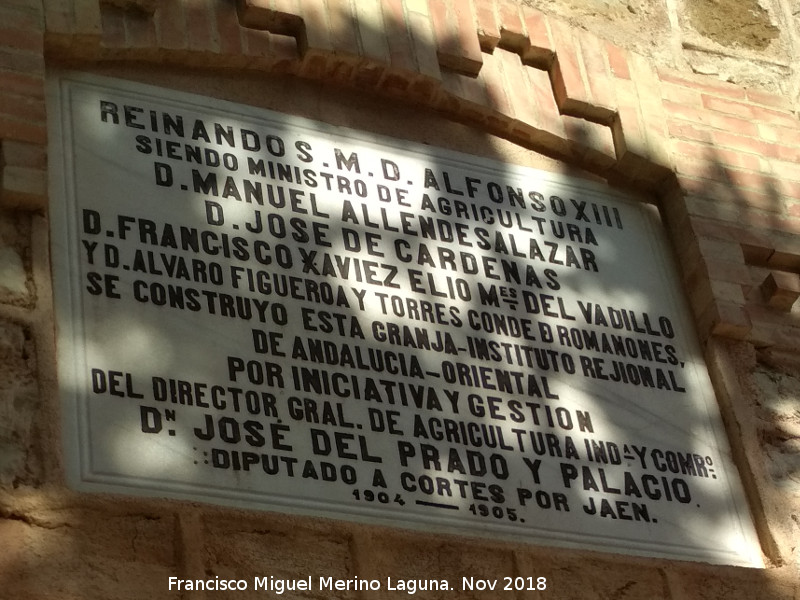 REINANDO S. M. D. ALFONSO XIII
SIENDO MINISTRO DE AGRICULTURA
D. MANUEL ALLENDESALAZAR
D. JOSE DE CARDENAS
D. FRANCISCO XAVIEZ ELIO MES. DEL VADILLO
Y D. ALVARO FIGUEROA Y TORRES CONDE D ROMANONES,
SE CONSTRUYO ESTA GRANJA-INSTITUTO REJIONAL
DE ANDALUCIA-ORIENTAL
POR INICIATIVA Y GESTION
DEL DIRECTOR GRAL. DE AGRICULTURA INDA. Y COMRO.
DN. JOSÉ DEL PRADO Y PALACIO.
::DIPUTADO A CORTES POR JAEN.
1904 — 1905.
Francisco Miguel Merino Laguna. Nov 2018